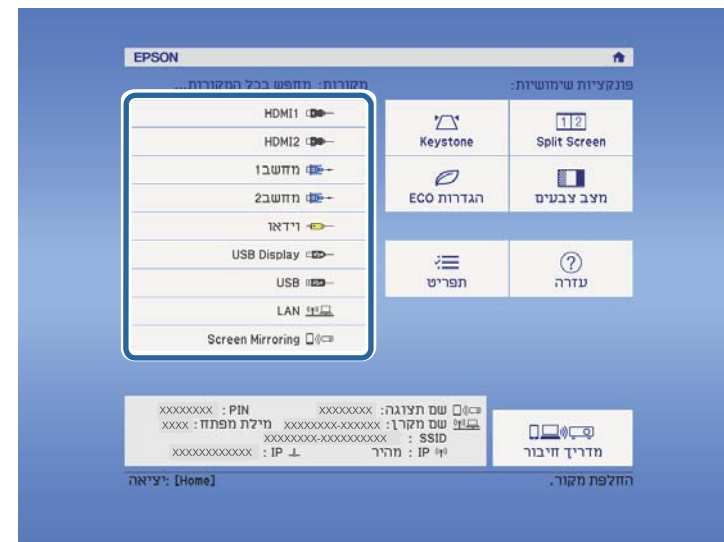 EPSON
פונקציות שימושיות:
מקורות: מחפש בכל המקורות...
HDMI1
HDMI2
מחשב1
מחשב2
וידאו
USB Display
USB
LAN
Screen Mirroring
1 2
Split Screen
Keystone
מצב צבעים
הגדרות ECO
? עזרה
תפריט
שם תצוגה: XXXXXXXX PIN : XXXXXXXX
שם מקרן: XXXXXXXX-XXXXXX מילת מפתח: XXXX
SSID : XXXXXXXX-XXXXXXXXXX
IP : מהיר IP : XXXXXXXXXXXX
מדריך חיבור
החלפת מקור.
[Home] :יציאה